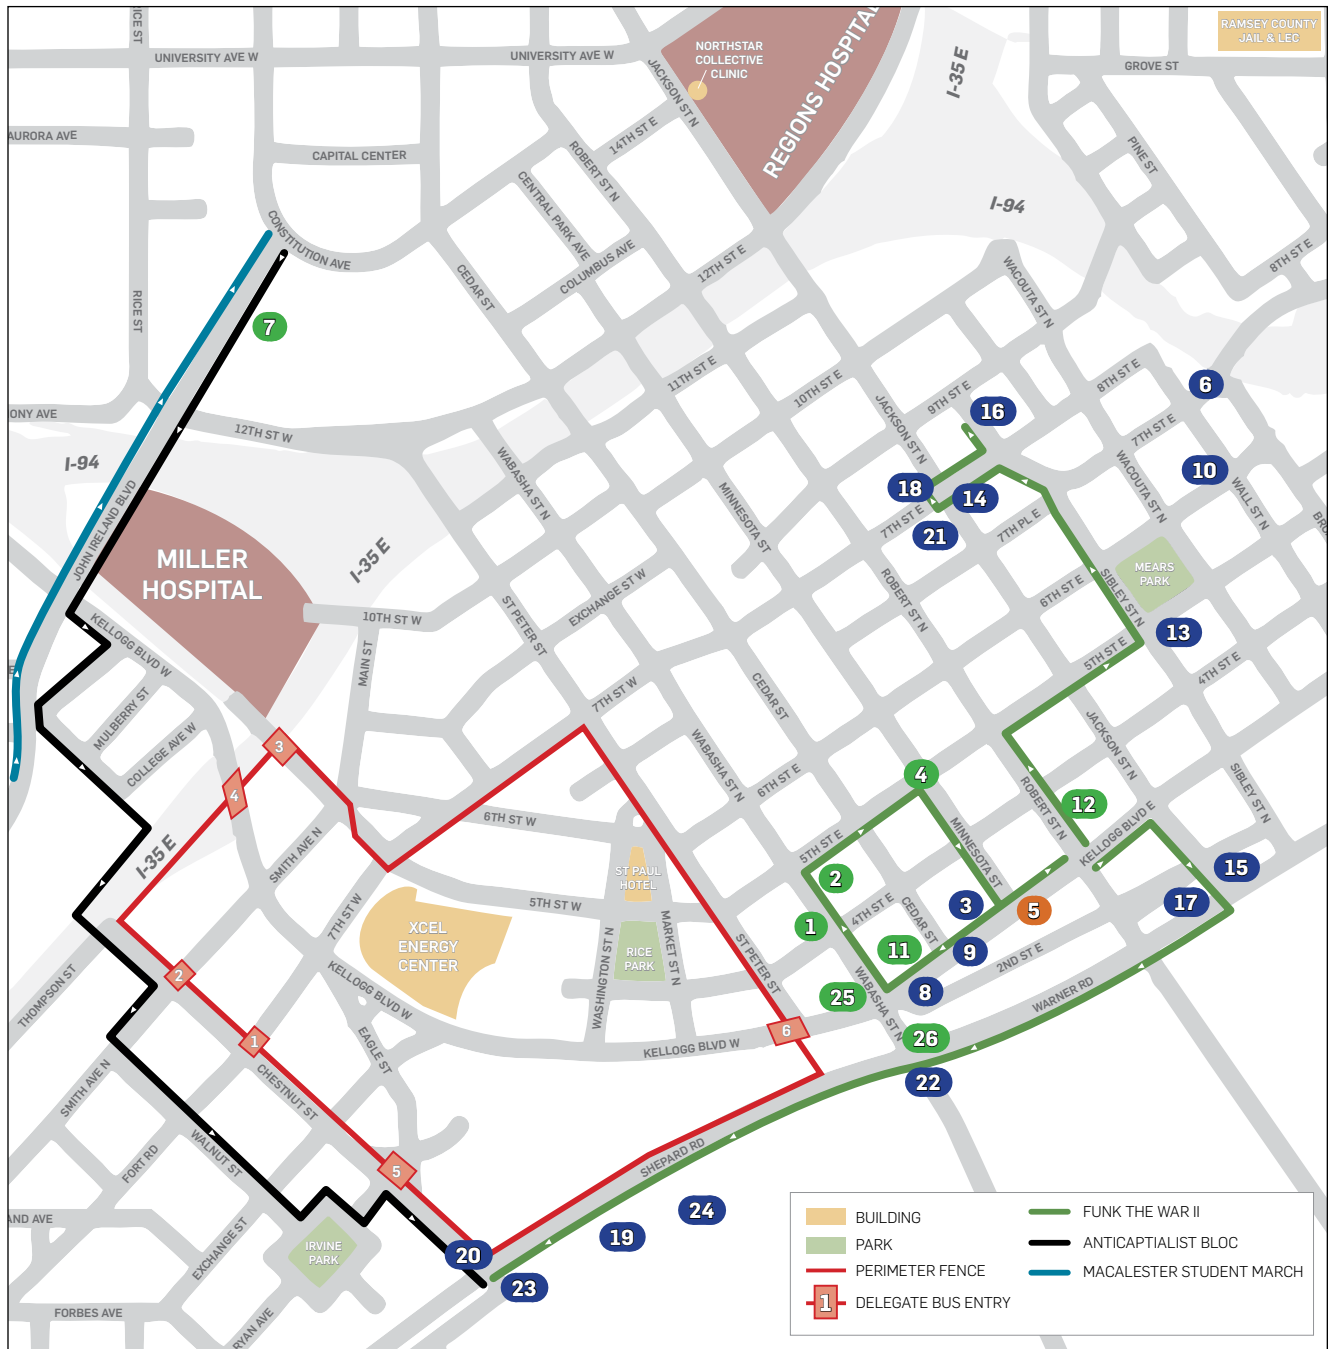 RICE ST
UNIVERSITY AVE W
UNIVERSITY AVE W
NORTHSTAR
COLLECTIVE
CLINIC
JACKSON ST N
REGIONS HOSPITAL
I-35 E
RAMSEY COUNTY
JAIL & LEC
GROVE ST
AURORA AVE
CAPITAL CENTER
14TH ST E
ROBERT ST N
CENTRAL PARK AVE
COLUMBUS AVE
PINE ST
I-94
CONSTITUTION AVE
CEDAR ST
12TH ST E
WACOUTA ST N
8TH ST E
RICE ST
7
11TH ST E
10TH ST E
9TH ST E
8TH ST E
6
ONY AVE
12TH ST W
I-94
JACKSON ST N
16
7TH ST E
WACOUTA ST N
10
WALL ST N
BRO
JOHN IRELAND BLVD
WABASHA ST N
MINNESOTA ST
18
14
7TH ST E
21
7TH PL E
MILLER
HOSPITAL
I-35 E
10TH ST W
MAIN ST
EXCHANGE ST W
ST PETER ST
ROBERT ST N
6TH ST E
SIBLEY ST N
MEARS
PARK
13
KELLOGG BLVD W
E
5TH ST E
4TH ST E
MULBERRY ST
COLLEGE AVE W
7TH ST W
CEDAR ST
WABASHA ST N
6TH ST E
JACKSON ST N
SIBLEY ST N
3
4
4
12
ROBERT ST N
KELLOGG BLVD E
I-35 E
SMITH AVE N
6TH ST W
5TH ST E
MINNESOTA ST
15
ST PAUL
HOTEL
2
7TH ST W
5TH ST W
4TH ST E
CEDAR ST
3
5
17
XCEL
ENERGY
CENTER
WASHINGTON ST N
RICE
PARK
MARKET ST N
ST PETER ST
1
11
9
2ND ST E
THOMPSON ST
2
KELLOGG BLVD W
25
WABASHA ST N
8
WARNER RD
1
EAGLE ST
KELLOGG BLVD W
6
26
22
SMITH AVE N
CHESTNUT ST
WALNUT ST
FORT RD
SHEPARD RD
5
AND AVE
EXCHANGE ST
IRVINE
PARK
20
19
24
23
FORBES AVE
RYAN AVE
BUILDING
PARK
PERIMETER FENCE
1
DELEGATE BUS ENTRY
FUNK THE WAR II
ANTICAPTIALIST BLOC
MACALESTER STUDENT MARCH